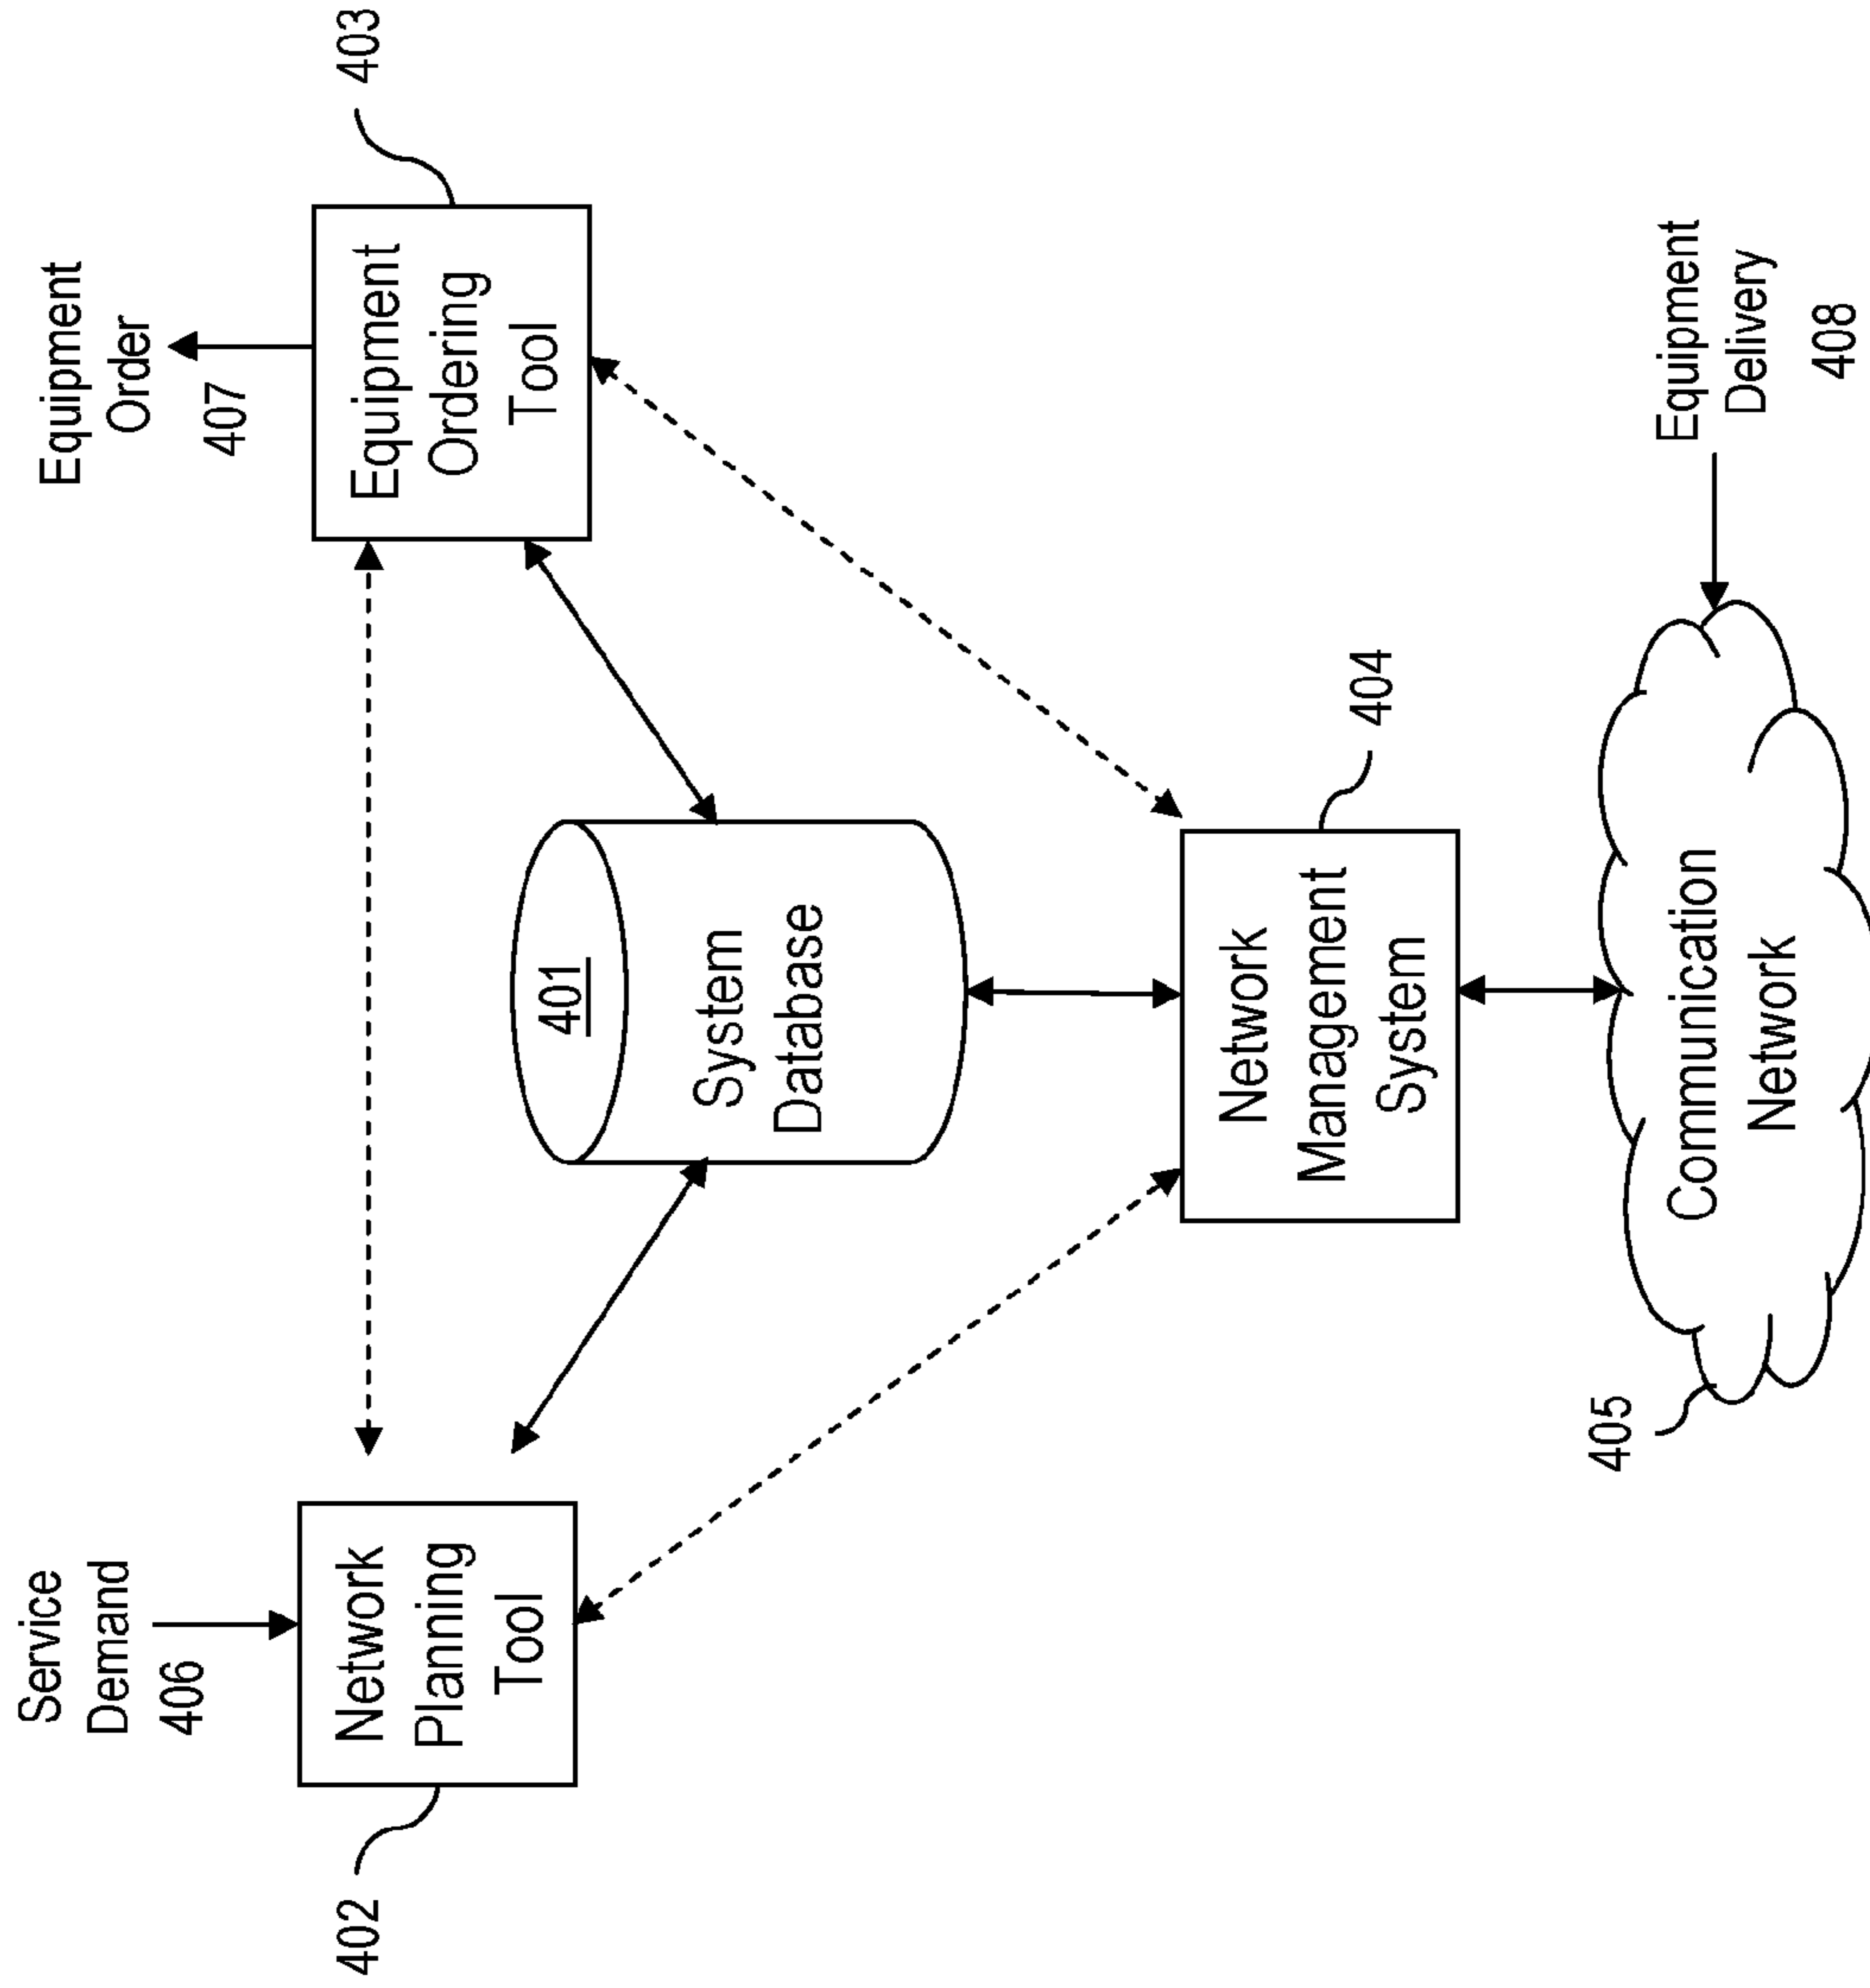 Service
Demand
406
Equipment
Order
407
402
Network
Planning
Tool
Equipment
Ordering
Tool
403
401
System
Database
Network
Management
System
404
405
Communication
Network
Equipment
Delivery
408